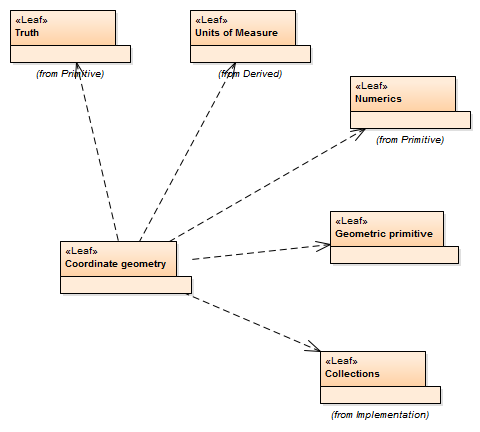 «Leaf»
Truth
(from Primitive)
«Leaf»
Units of Measure
(from Derived)
«Leaf»
Numerics
(from Primitive)
«Leaf»
Geometric primitive
«Leaf»
Coordinate geometry
«Leaf»
Collections
(from Implementation)